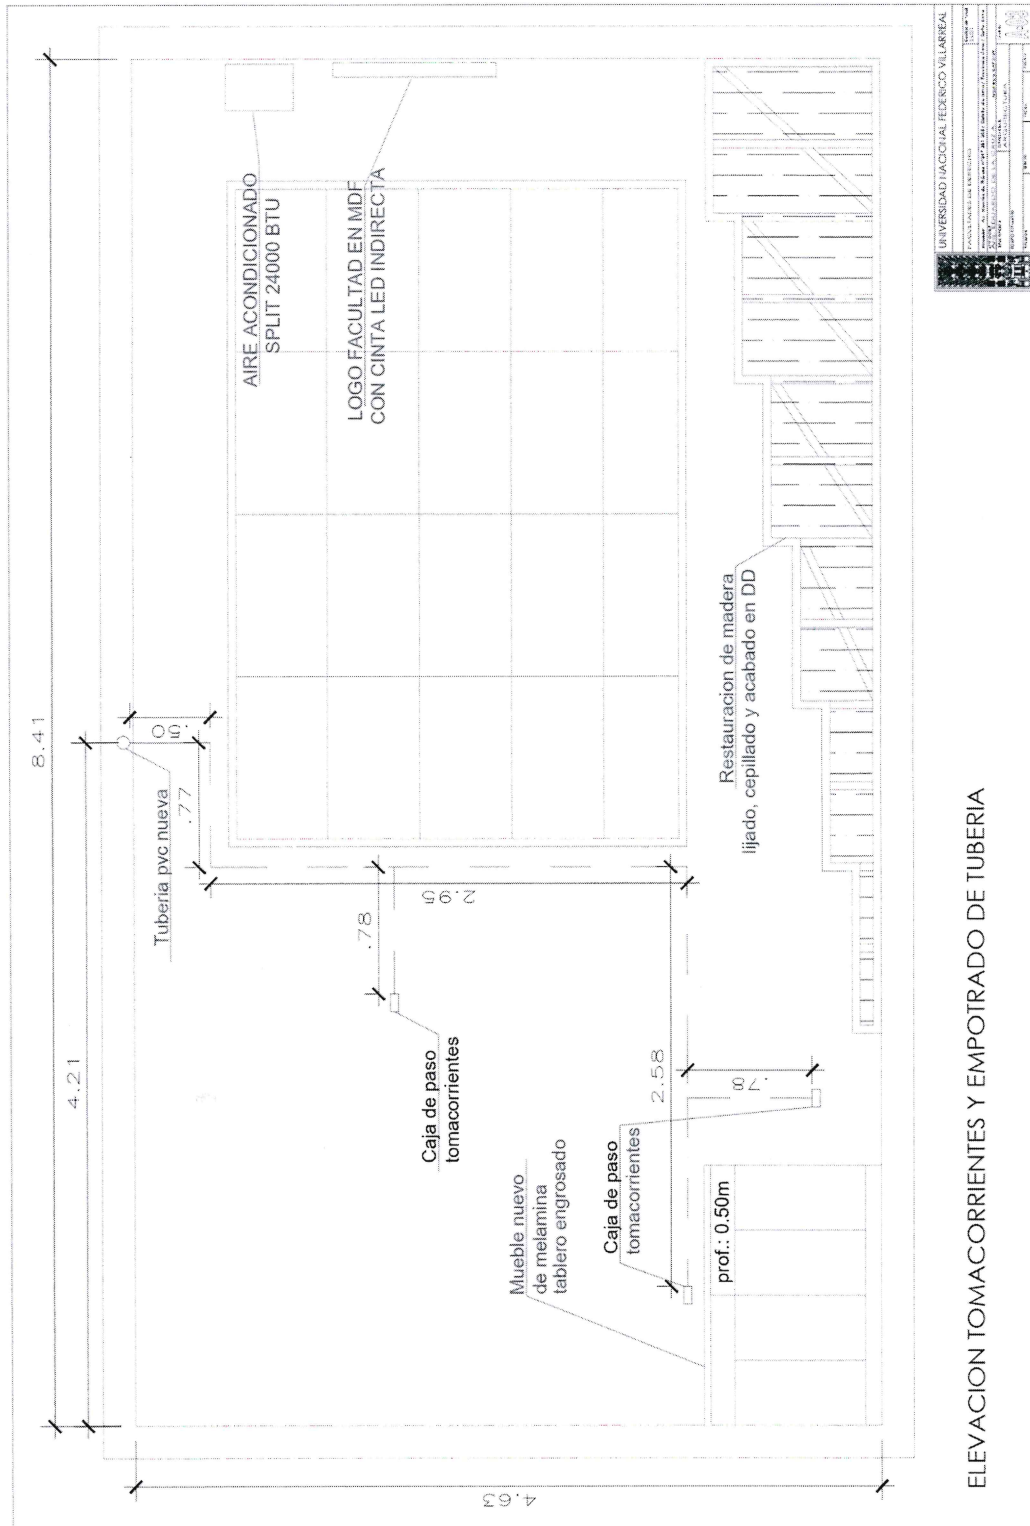 8.41
4.21
.50
.77
Tuberia pvc nueva
AIRE ACONDICIONADO
SPLIT 24000 BTU
LOGO FACULTAD EN MDF
CON CINTA LED INDIRECTA
2.95
.78
Caja de paso
tomacorrientes
4.63
2.58
.78
Mueble nuevo
de melamina
tablero engrosado
Caja de paso
tomacorrientes
prof.: 0.50m
Restauracion de madera
lijado, cepillado y acabado en DD
ELEVACION TOMACORRIENTES Y EMPOTRADO DE TUBERIA
UNIVERSIDAD NACIONAL FEDERICO VILLARREAL
ARQUITECTURA